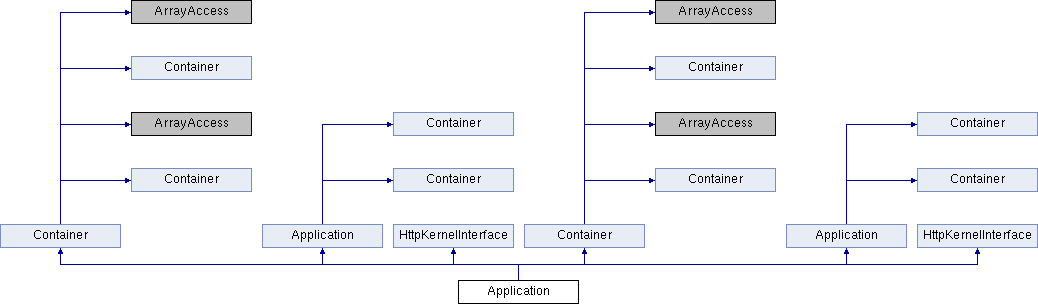 ArrayAccess ArrayAccess
Container Container
ArrayAccess Container ArrayAccess Container
Container Container Container Container
Container Application HttpKernelInterface Container Application HttpKernelInterface
Application